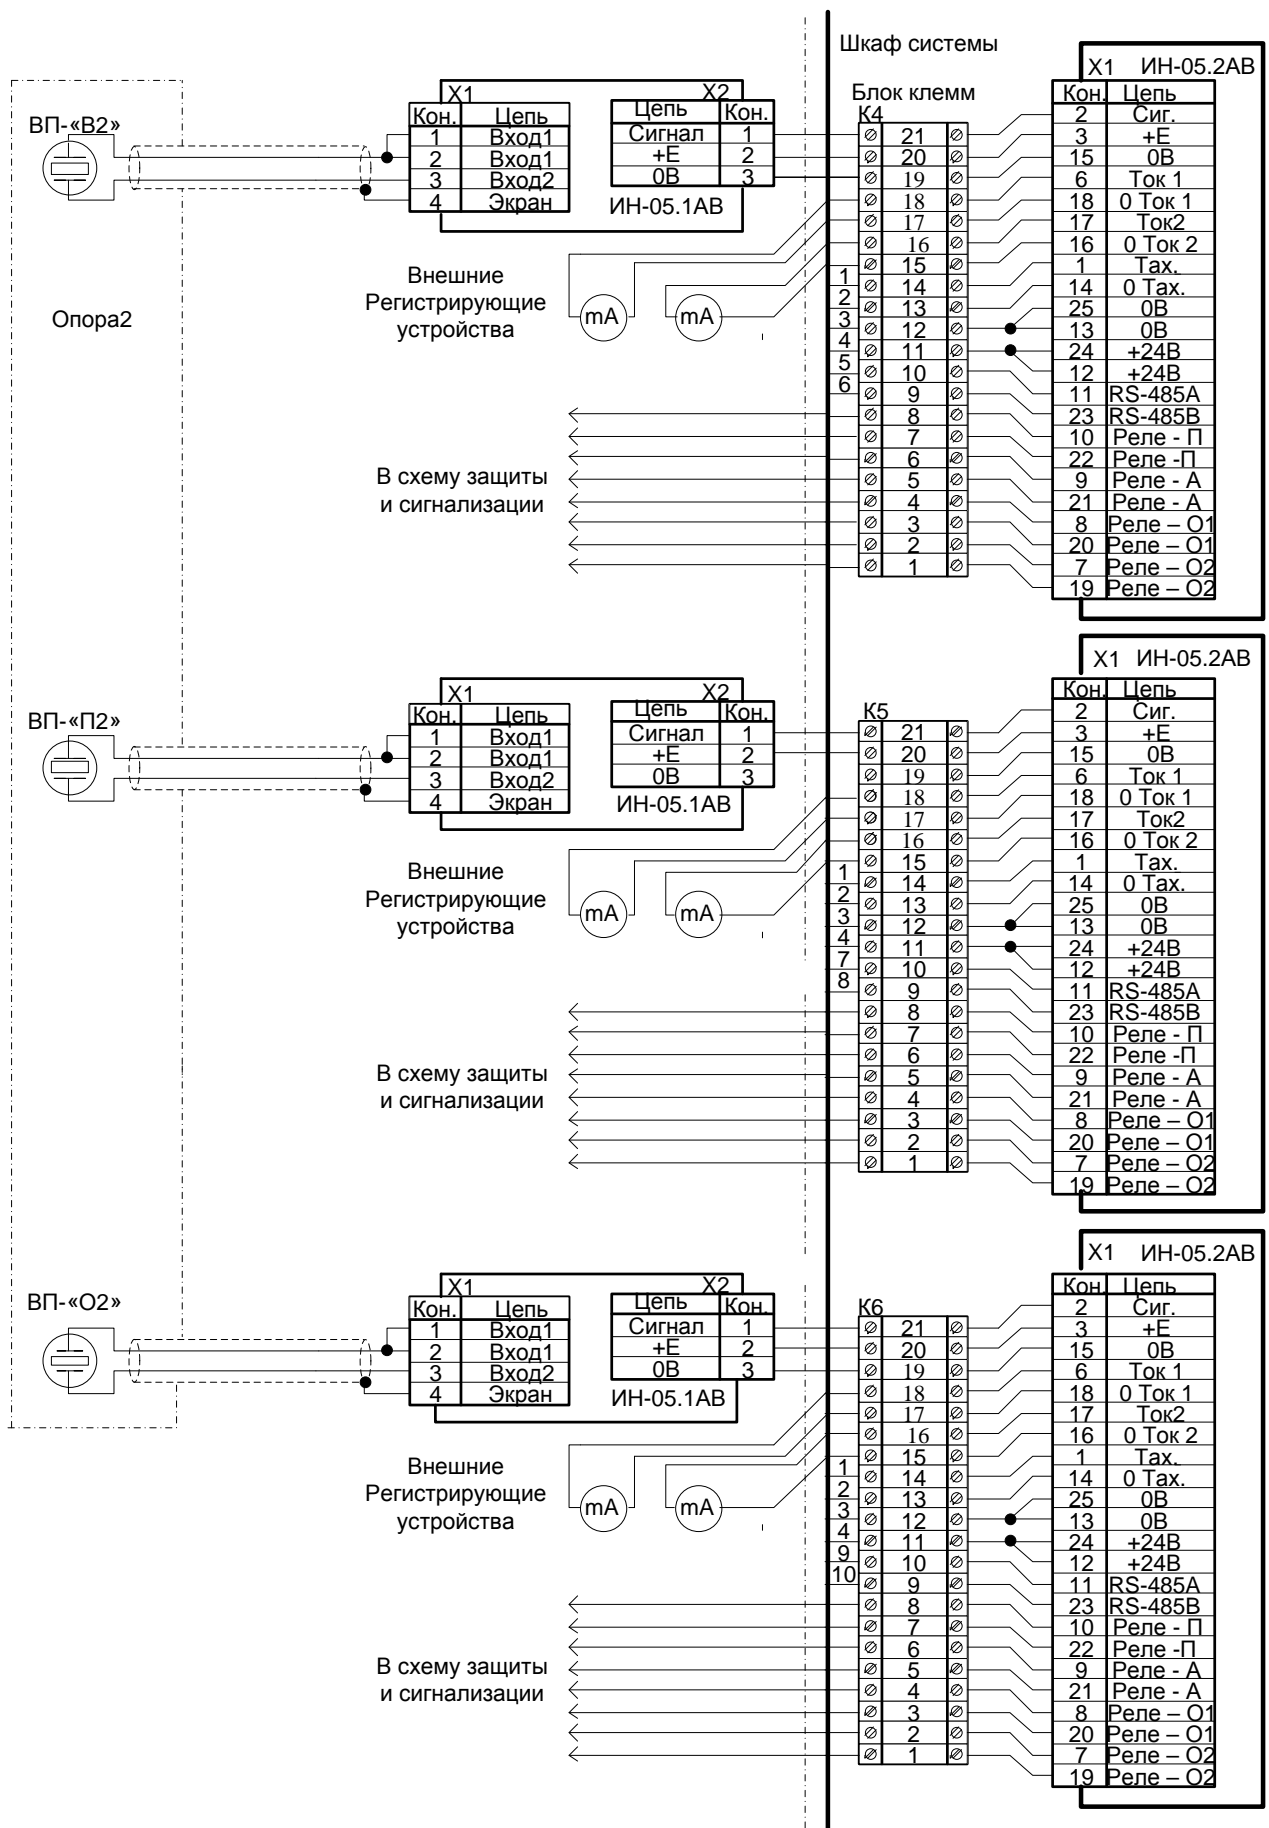 Шкаф системы
Х1 ИН-05.2АВ
Блок клемм
К4
Кон. Цепь
2 Сиг.
3 +Е
15 0В
6 Ток 1
18 0 Ток 1
17 Ток2
16 0 Ток 2
1 Тах.
14 0 Тах.
25 0В
13 0В
24 +24В
12 +24В
11 RS-485А
23 RS-485В
10 Реле - П
22 Реле -П
9 Реле - А
21 Реле - А
8 Реле – О1
20 Реле – О1
7 Реле – О2
19 Реле – О2
21
20
19
18
17
16
15
14
13
12
11
10
9
8
7
6
5
4
3
2
1
1
2
3
4
5
6
ВП-«В2»
Х1 Х2
Кон. Цепь
1 Вход1
2 Вход1
3 Вход2
4 Экран
Цепь Кон.
Сигнал 1
+Е 2
0В 3
ИН-05.1АВ
Опора2
Внешние
Регистрирующие
устройства
mA mA
В схему защиты
и сигнализации
Х1 ИН-05.2АВ
К5
Кон. Цепь
2 Сиг.
3 +Е
15 0В
6 Ток 1
18 0 Ток 1
17 Ток2
16 0 Ток 2
1 Тах.
14 0 Тах.
25 0В
13 0В
24 +24В
12 +24В
11 RS-485А
23 RS-485В
10 Реле - П
22 Реле -П
9 Реле - А
21 Реле - А
8 Реле – О1
20 Реле – О1
7 Реле – О2
19 Реле – О2
21
20
19
18
17
16
15
14
13
12
11
10
9
8
7
6
5
4
3
2
1
1
2
3
4
7
8
ВП-«П2»
Х1 Х2
Кон. Цепь
1 Вход1
2 Вход1
3 Вход2
4 Экран
Цепь Кон.
Сигнал 1
+Е 2
0В 3
ИН-05.1АВ
Внешние
Регистрирующие
устройства
mA mA
В схему защиты
и сигнализации
Х1 ИН-05.2АВ
К6
Кон. Цепь
2 Сиг.
3 +Е
15 0В
6 Ток 1
18 0 Ток 1
17 Ток2
16 0 Ток 2
1 Тах.
14 0 Тах.
25 0В
13 0В
24 +24В
12 +24В
11 RS-485А
23 RS-485В
10 Реле - П
22 Реле -П
9 Реле - А
21 Реле - А
8 Реле – О1
20 Реле – О1
7 Реле – О2
19 Реле – О2
21
20
19
18
17
16
15
14
13
12
11
10
9
8
7
6
5
4
3
2
1
1
2
3
4
9
10
ВП-«О2»
Х1 Х2
Кон. Цепь
1 Вход1
2 Вход1
3 Вход2
4 Экран
Цепь Кон.
Сигнал 1
+Е 2
0В 3
ИН-05.1АВ
Внешние
Регистрирующие
устройства
mA mA
В схему защиты
и сигнализации